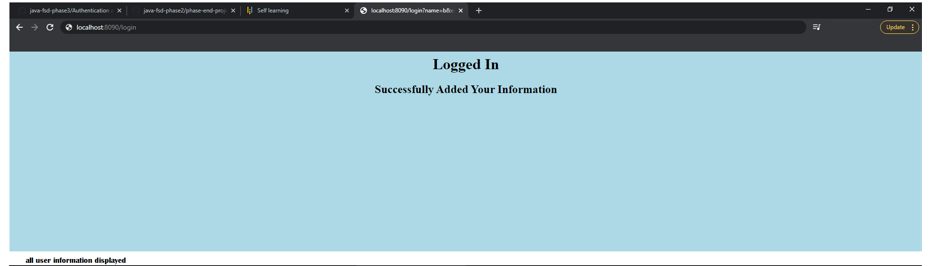 java-fsd-phase3/Authentication
java-fsd-phase2/phase-end-proj
Self learning
localhost:8090/login?name=b&
localhost:8090/login
Update
Logged In
Successfully Added Your Information
all user information displayed